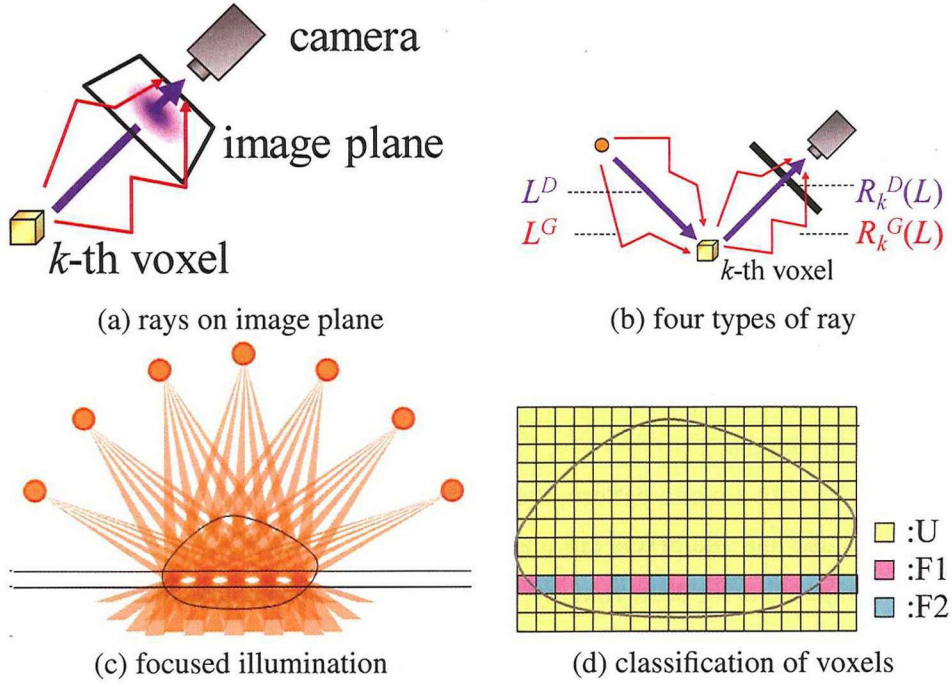 camera
image plane
k-th voxel
(a) rays on image plane
L^D
L^G
R_k^D(L)
R_k^G(L)
k-th voxel
(b) four types of ray
(c) focused illumination
:U
:F1
:F2
(d) classification of voxels